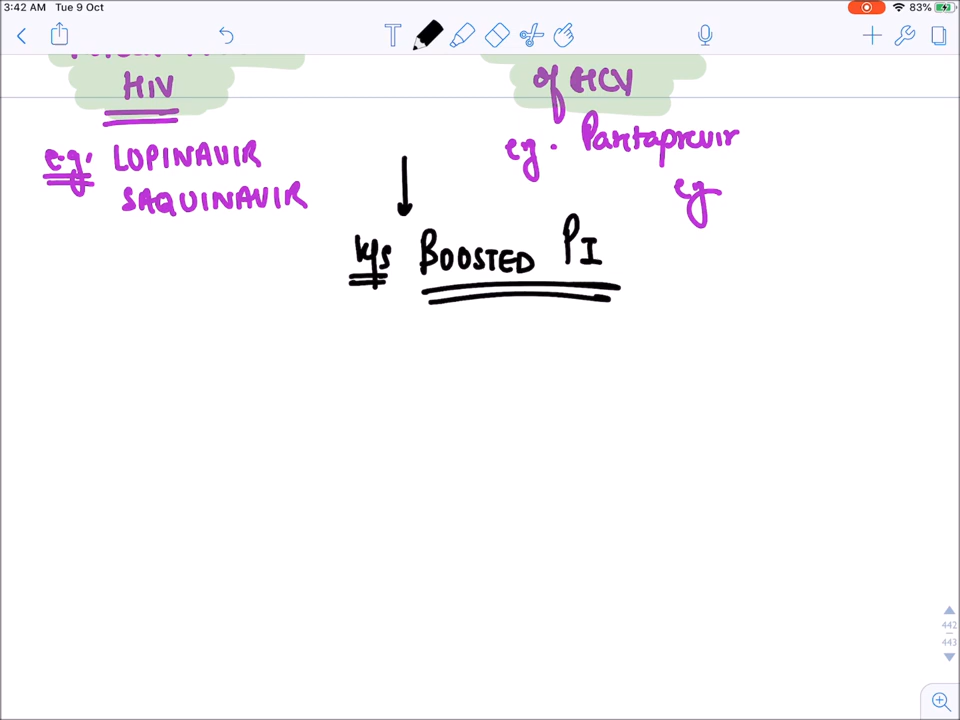 3:42 AM Tue 9 Oct
83%
T
HIV
of HCV
e.g. LOPINAVIR
SAQUINAVIR
eg. Paritaprevir
eg
k/as BOOSTED PI
442
443